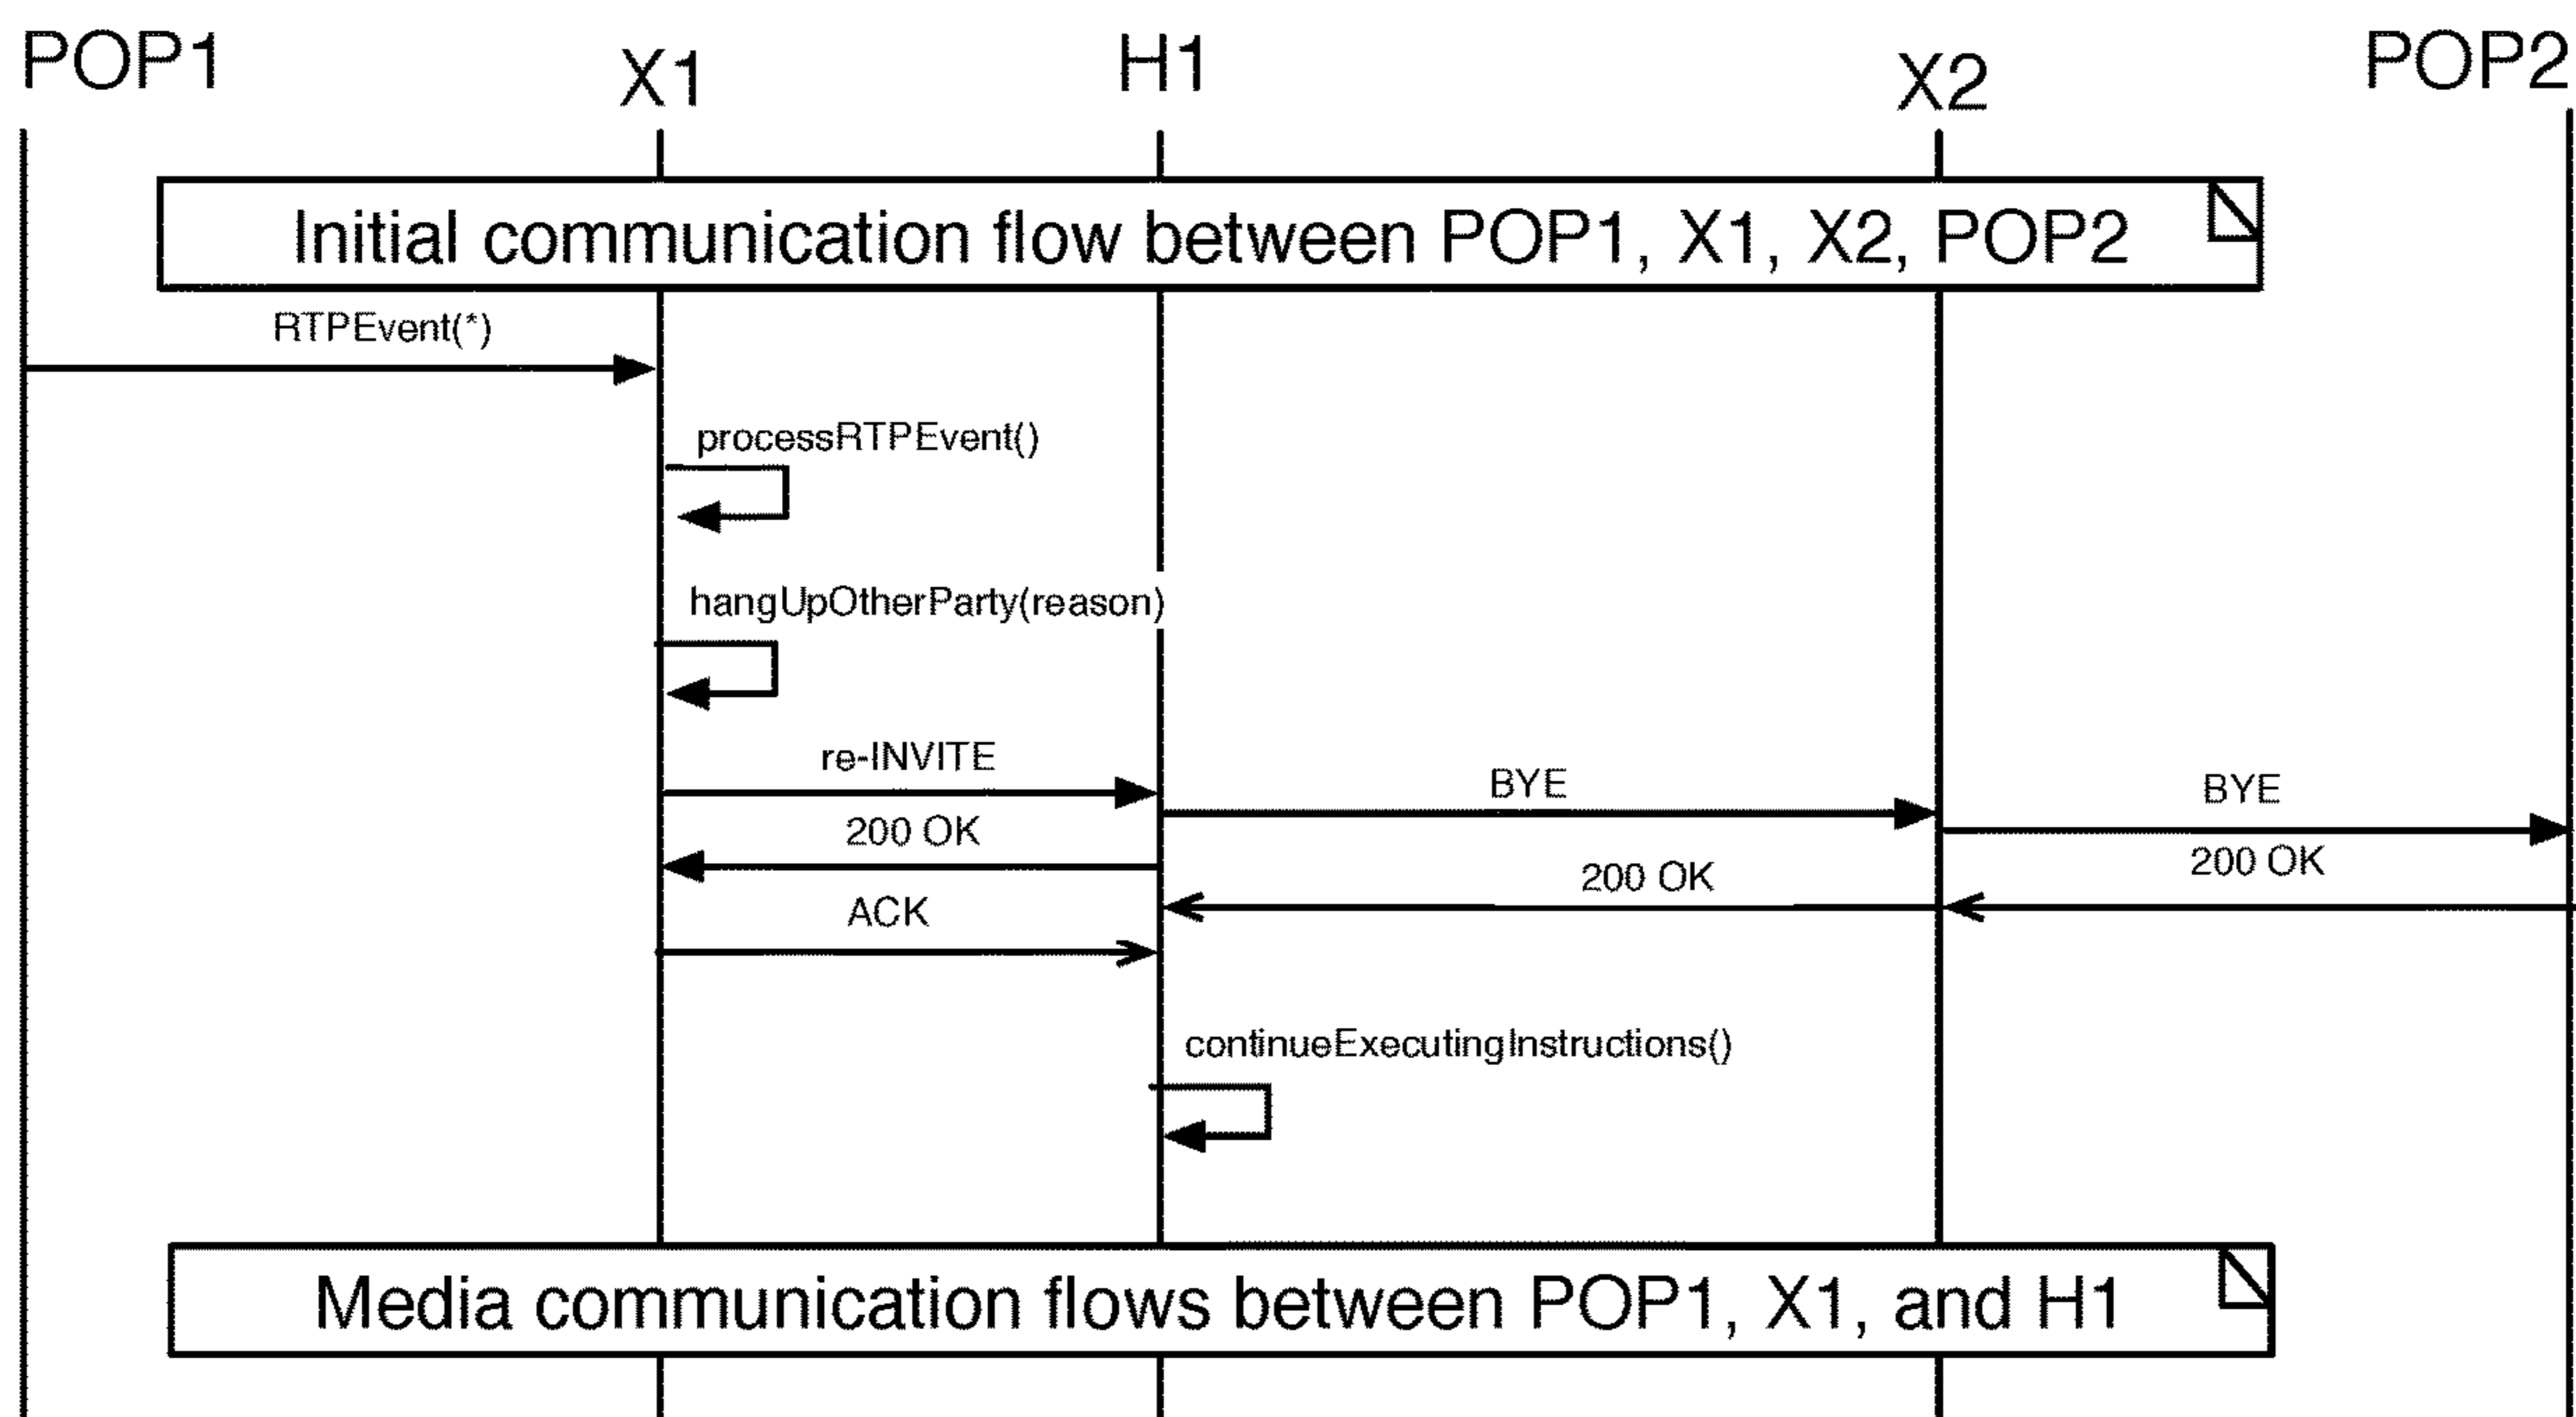 POP1
X1
H1
X2
POP2
Initial communication flow between POP1, X1, X2, POP2
RTPEvent(*)
processRTPEvent()
hangUpOtherParty(reason)
re-INVITE
BYE
BYE
200 OK
200 OK
200 OK
ACK
continueExecutingInstructions()
Media communication flows between POP1, X1, and H1